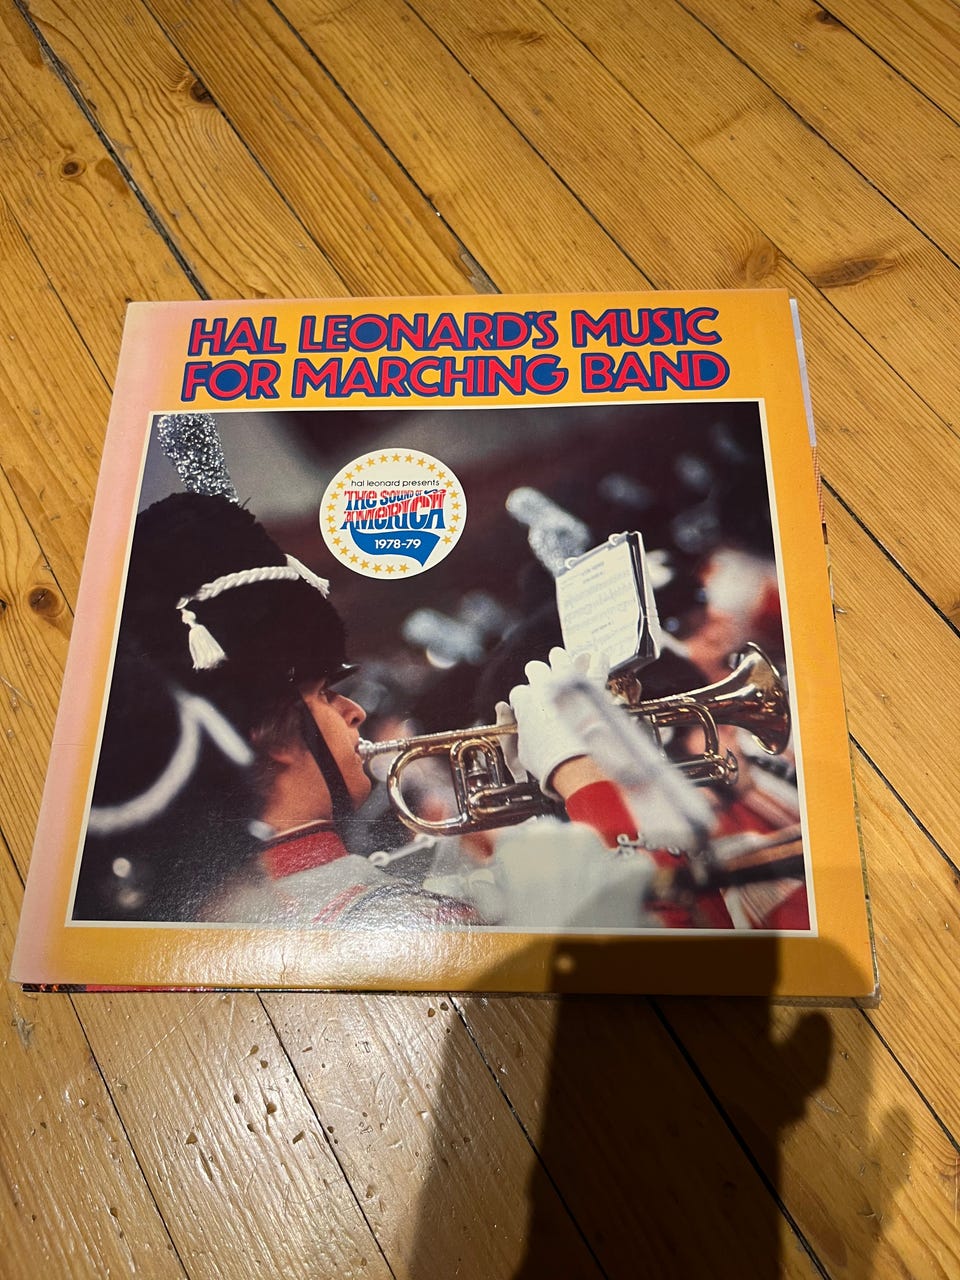 HAL LEONARD'S MUSIC
FOR MARCHING BAND
hal leonard presents
THE SOUND OF
AMERICA
1978-79